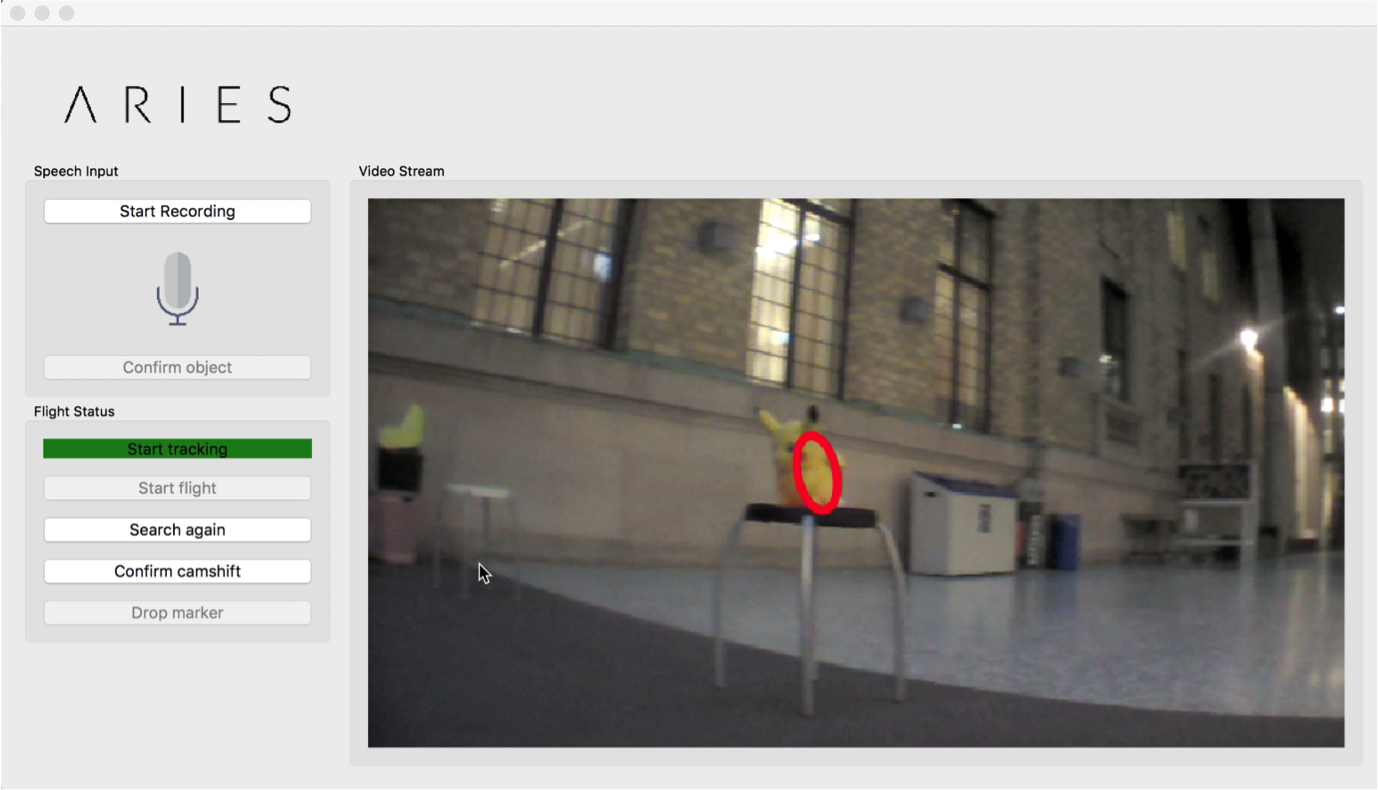 ARIES
Speech Input
Start Recording
Confirm object
Flight Status
Start tracking
Start flight
Search again
Confirm camshift
Drop marker
Video Stream